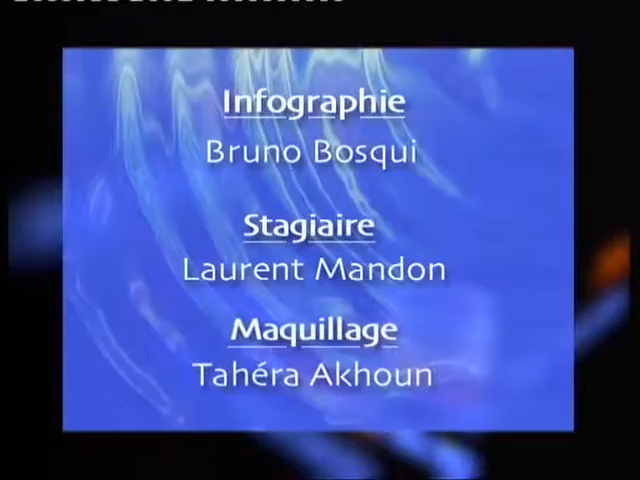 Infographie
Bruno Bosqui
Stagiaire
Laurent Mandon
Maquillage
Tahéra Akhoun